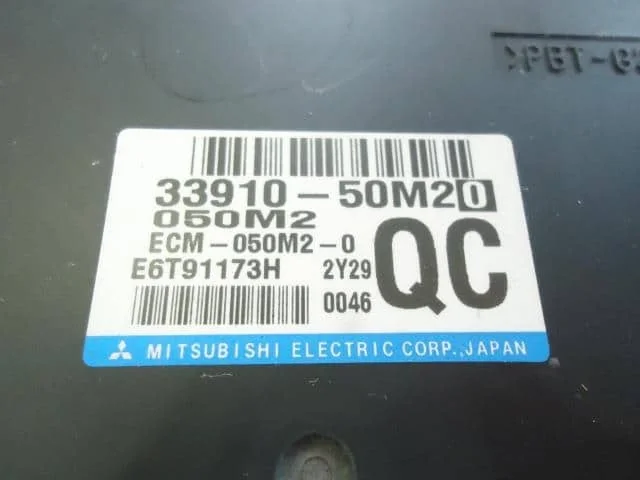 >PBT-G
33910-50M20
050M2
ECM-050M2-0
E6T91173H 2Y29
0046
QC
MITSUBISHI ELECTRIC CORP., JAPAN